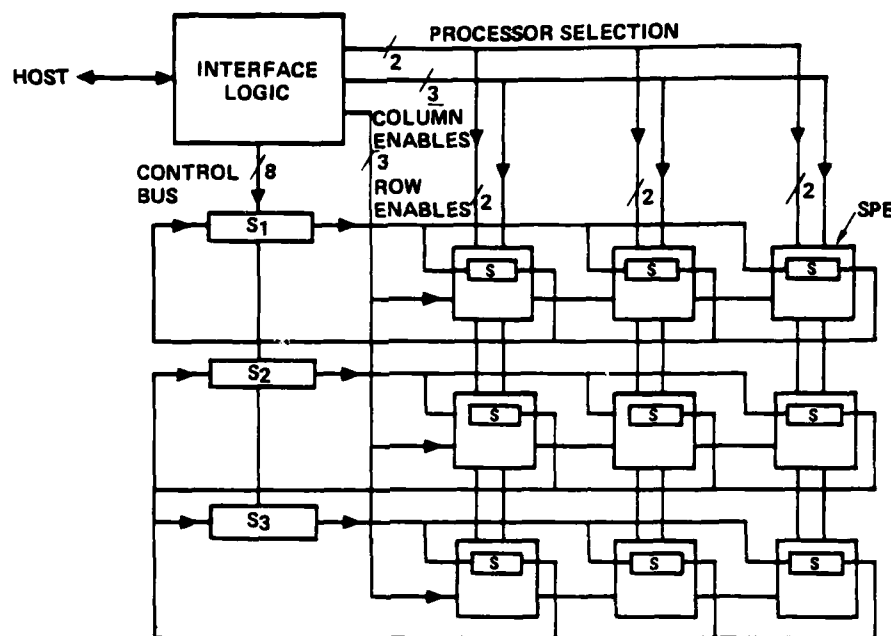 PROCESSOR SELECTION
2
HOST
INTERFACE
LOGIC
3
COLUMN
ENABLES
8
3
CONTROL
BUS
ROW
ENABLES
2
2
2
SPE
S1
S
S
S
S2
S
S
S
S3
S
S
S